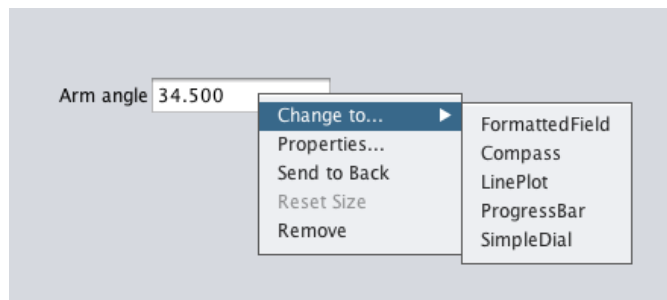 Arm angle 34.500
Change to...
Properties...
Send to Back
Reset Size
Remove
FormattedField
Compass
LinePlot
ProgressBar
SimpleDial